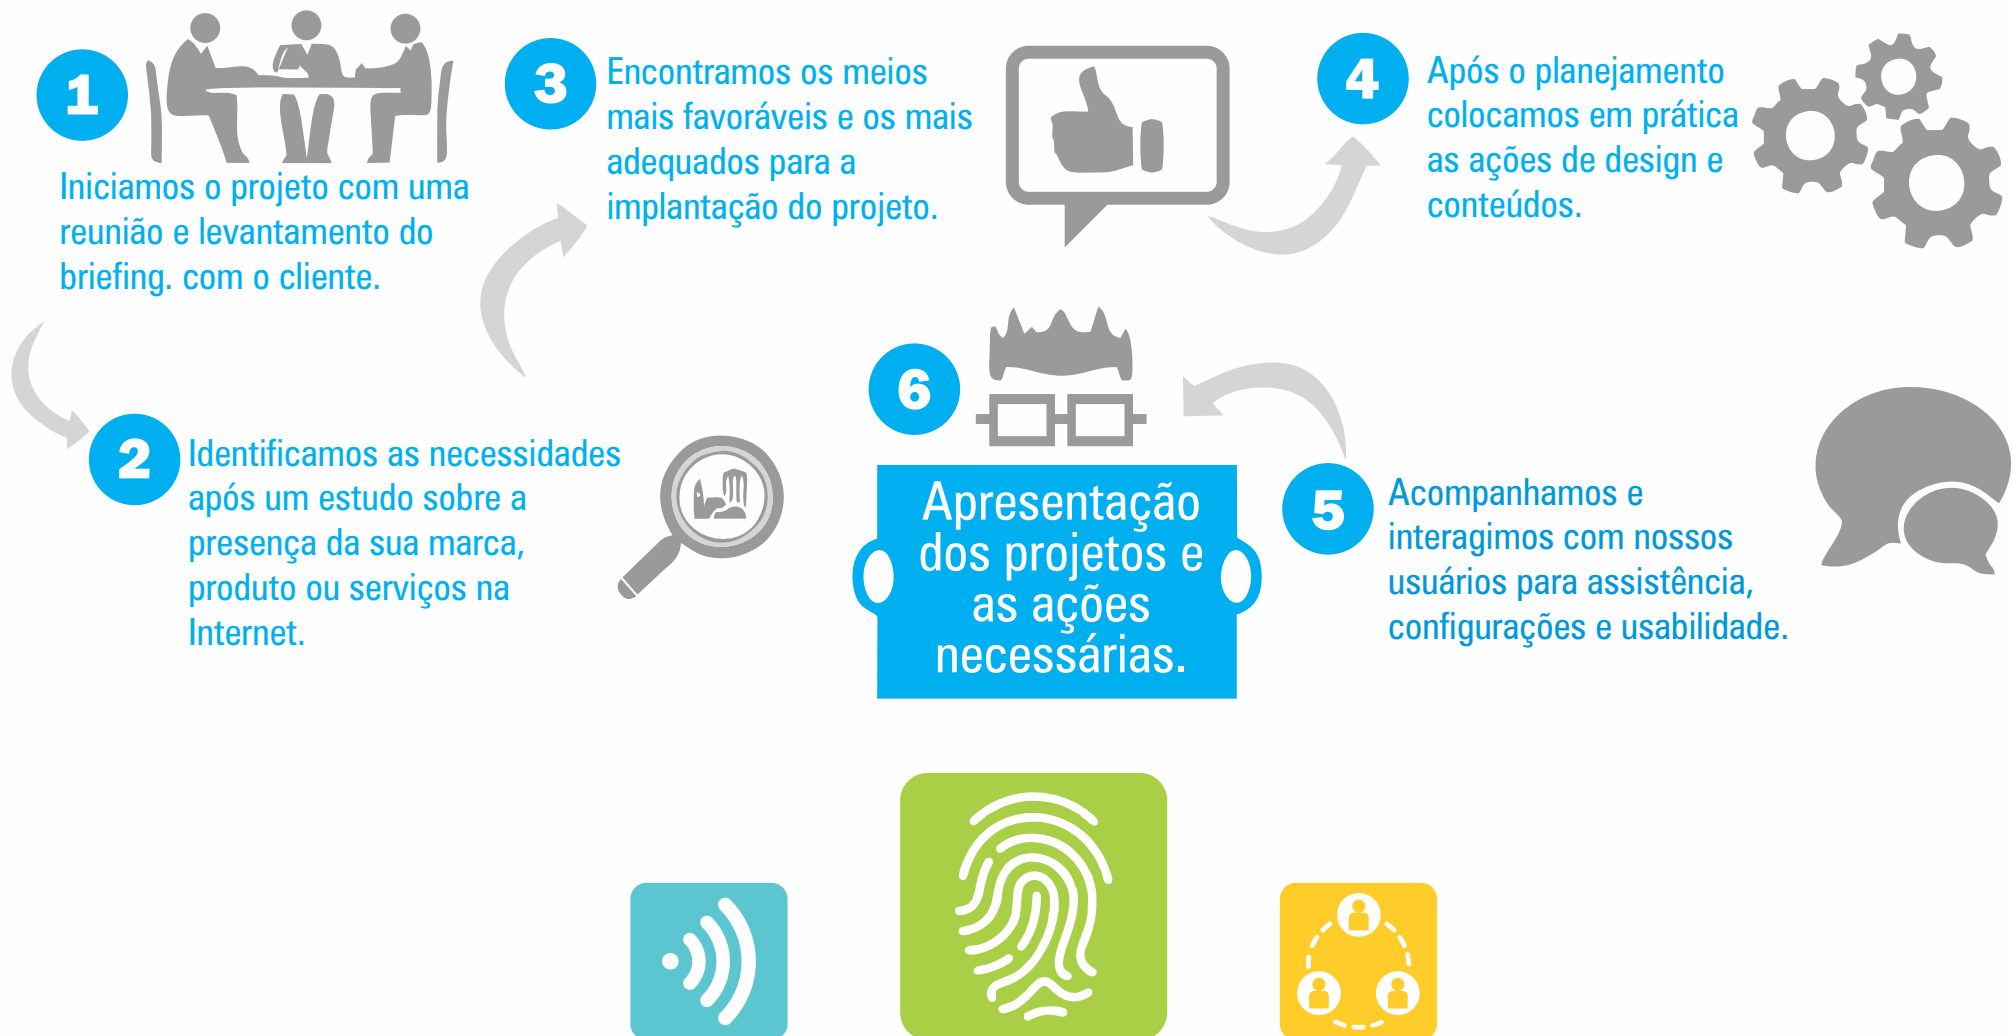 1
Iniciamos o projeto com uma
reunião e levantamento do
briefing. com o cliente.
2
Identificamos as necessidades
após um estudo sobre a
presença da sua marca,
produto ou serviços na
Internet.
3
Encontramos os meios
mais favoráveis e os mais
adequados para a
implantação do projeto.
4
Após o planejamento
colocamos em prática
as ações de design e
conteúdos.
5
Acompanhamos e
interagimos com nossos
usuários para assistência,
configurações e usabilidade.
6
Apresentação
dos projetos e
as ações
necessárias.